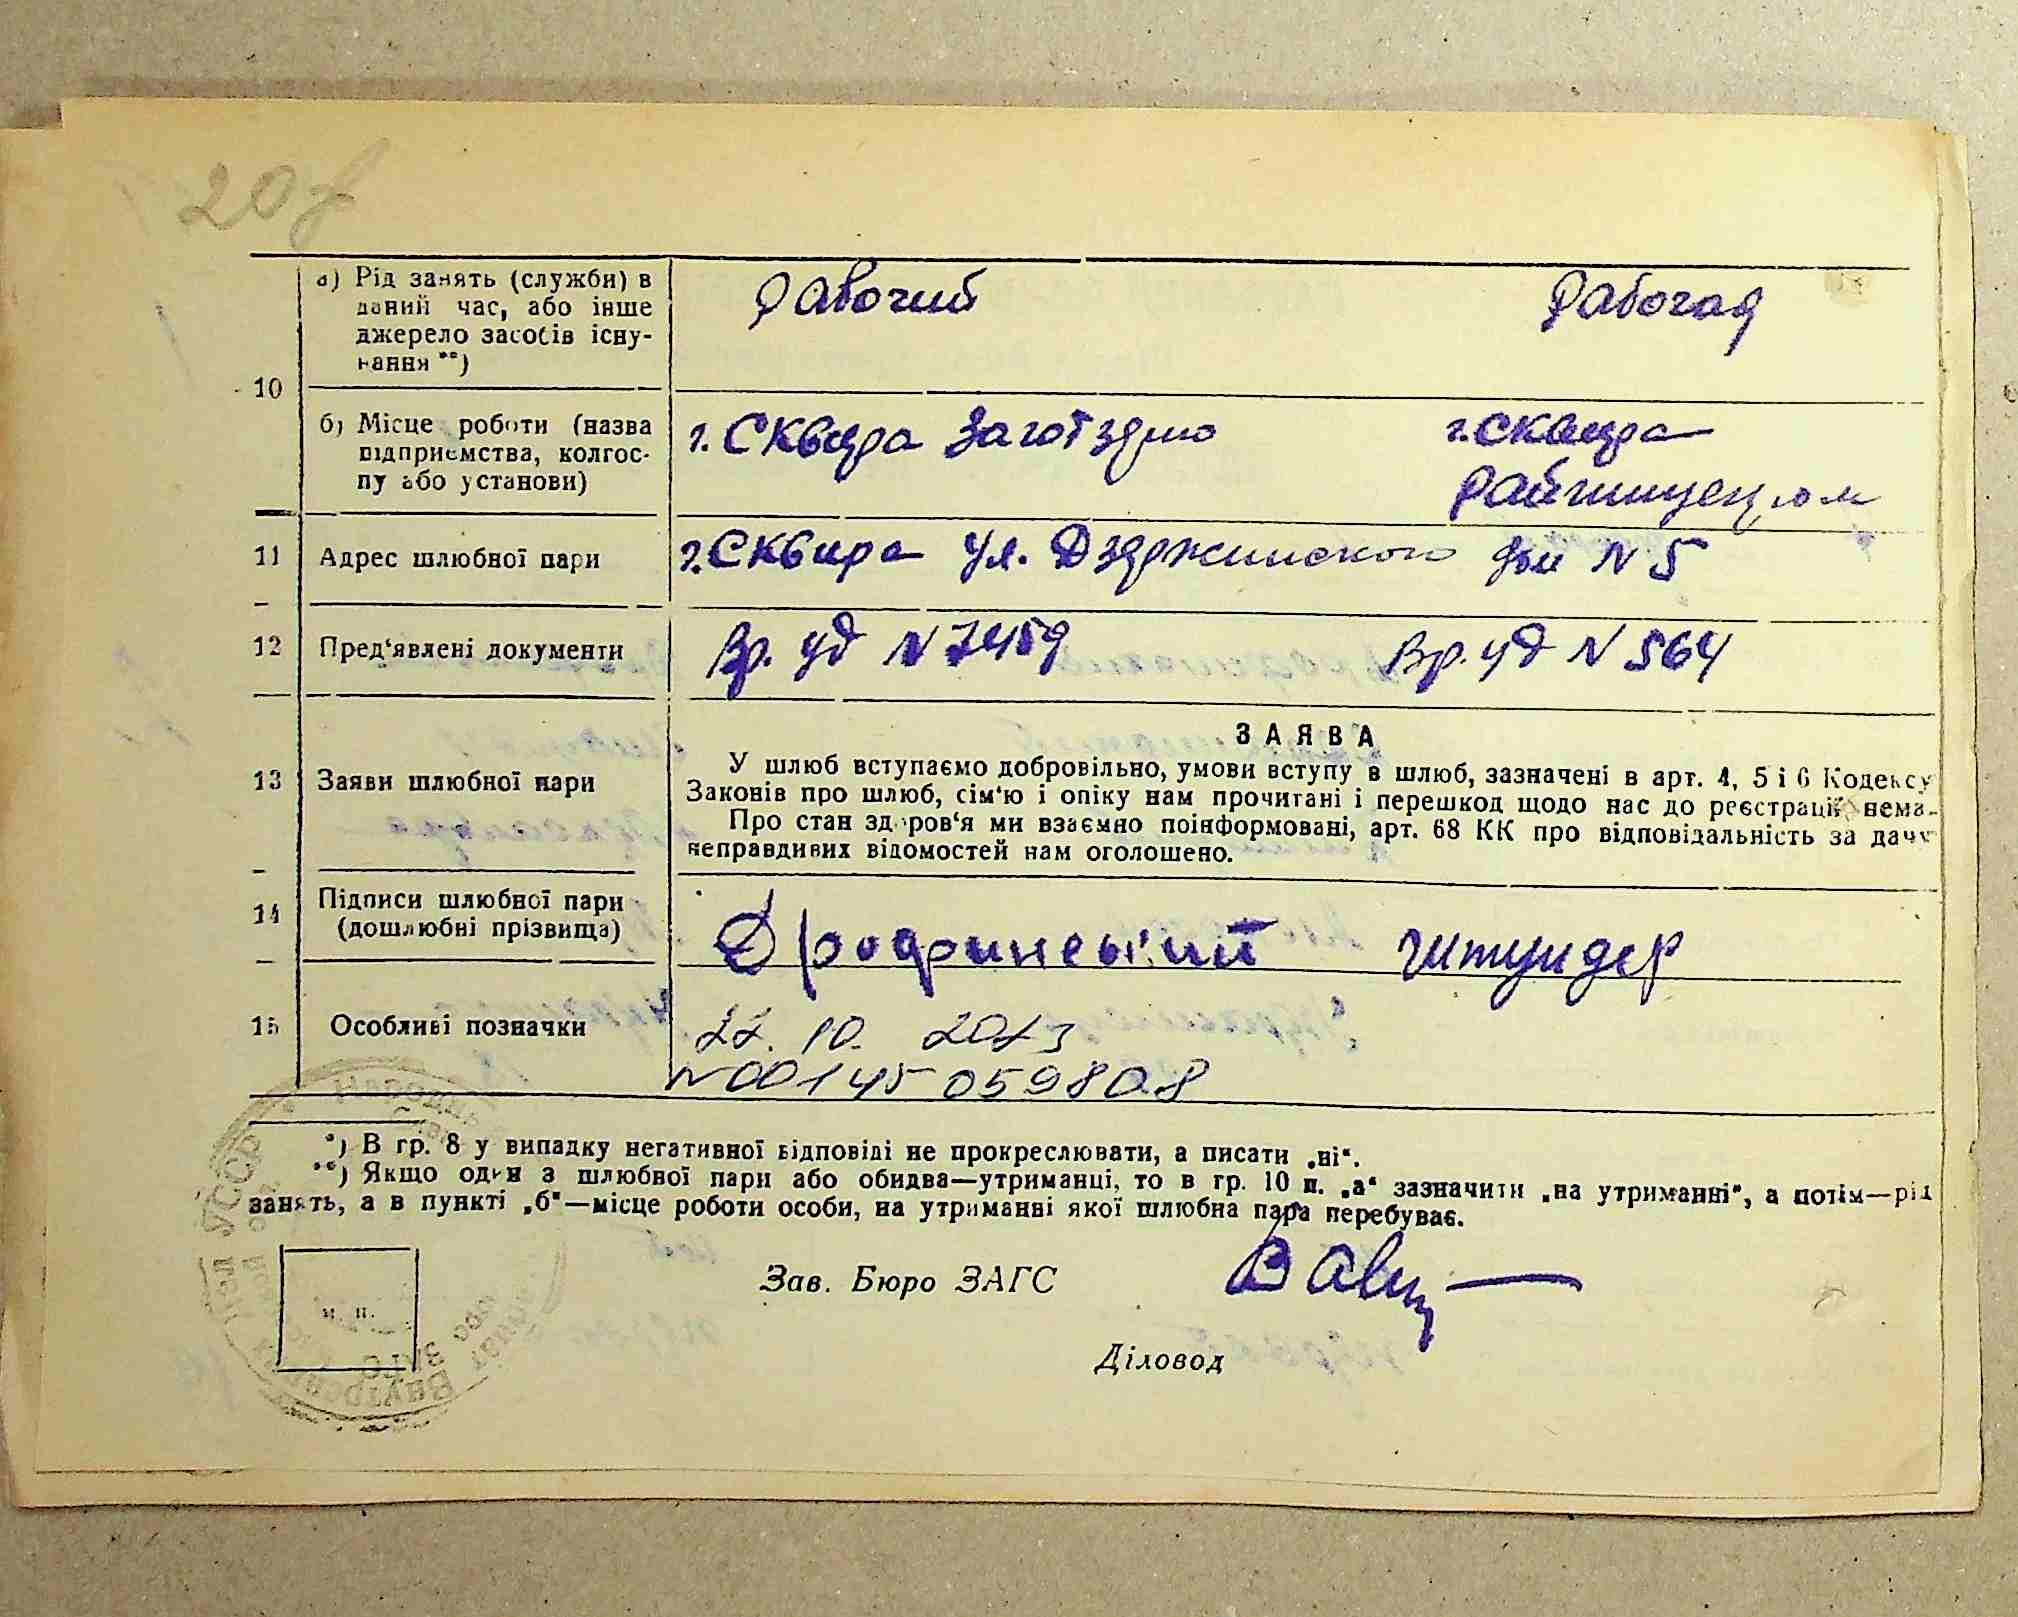 20
10
а) Рід занять (служби) в
даний час, або інше
джерело засобів існу-
вання **)
Рабочий
Рабочая
б) Місце роботи (назва
підприємства, колгос-
пу або установи)
г. Сквира Заготзерно
г. Сквира
11
Адрес шлюбної пари
г. Сквира ул. Дзержинского дом N 5
12
Пред'явлені документи
Вр. уд N 7459
Вр. уд N 564
13
Заяви шлюбної пари
ЗАЯВА
У шлюб вступаємо добровільно, умови вступу в шлюб, зазначені в арт. 4, 5 і 6 Кодексу
Законів про шлюб, сім'ю і опіку нам прочитані і перешкод щодо нас до реєстрації нема-
Про стан здоров'я ми взаємно поінформовані, арт. 68 КК про відповідальність за дачу
неправдивих відомостей нам оголошено.
14
Підписи шлюбної пари
(дошлюбні прізвища)
Штундер
15
Особливі позначки
22. 10. 2013
N 00145059808
*) В гр. 8 у випадку негативної відповіді не прокреслювати, а писати „ні“.
**) Якщо один з шлюбної пари або обидва—утриманці, то в гр. 10 п. „а“ зазначити „на утриманні“, а потім—рід
занять, а в пункті „б“—місце роботи особи, на утриманні якої шлюбна пара перебуває.
м. п.
Зав. Бюро ЗАГС
Діловод
УССР
ЗАГС